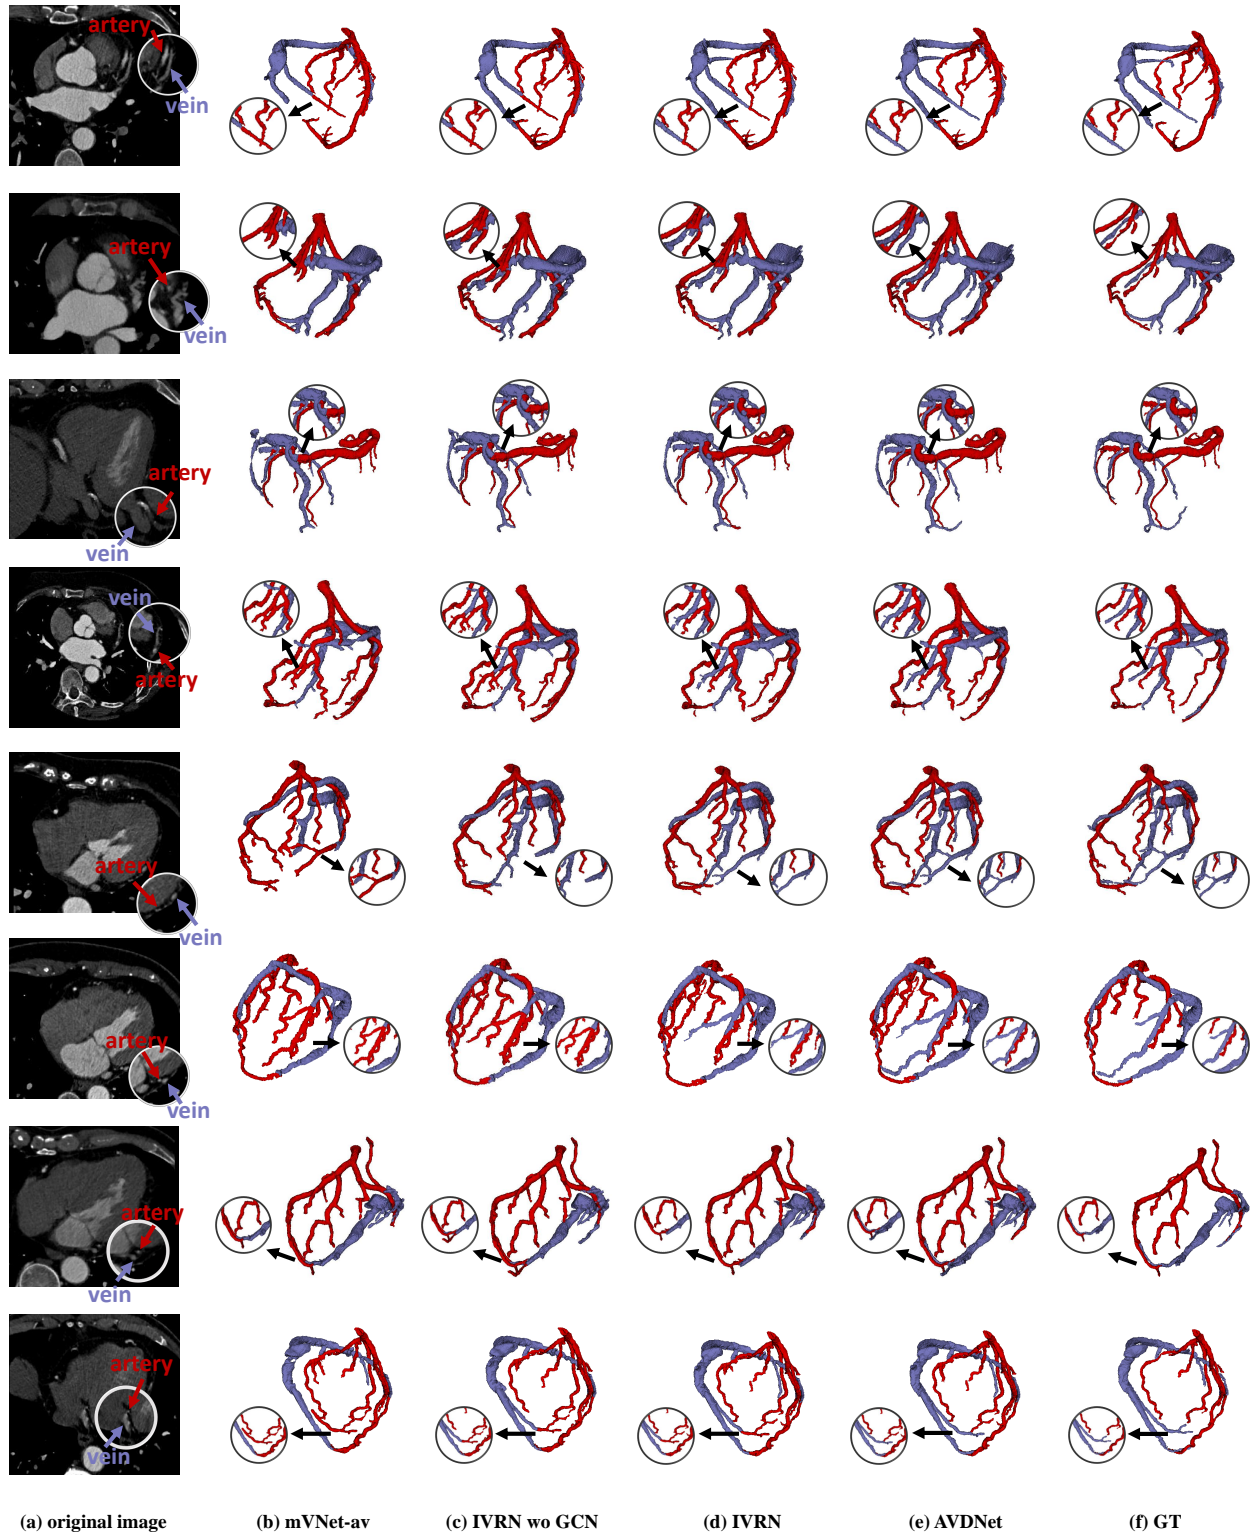 artery
vein
artery
vein
artery
vein
vein
artery
artery
vein
artery
vein
artery
vein
artery
vein
(a) original image (b) mVNet-av (c) IVRN wo GCN (d) IVRN (e) AVDNet (f) GT